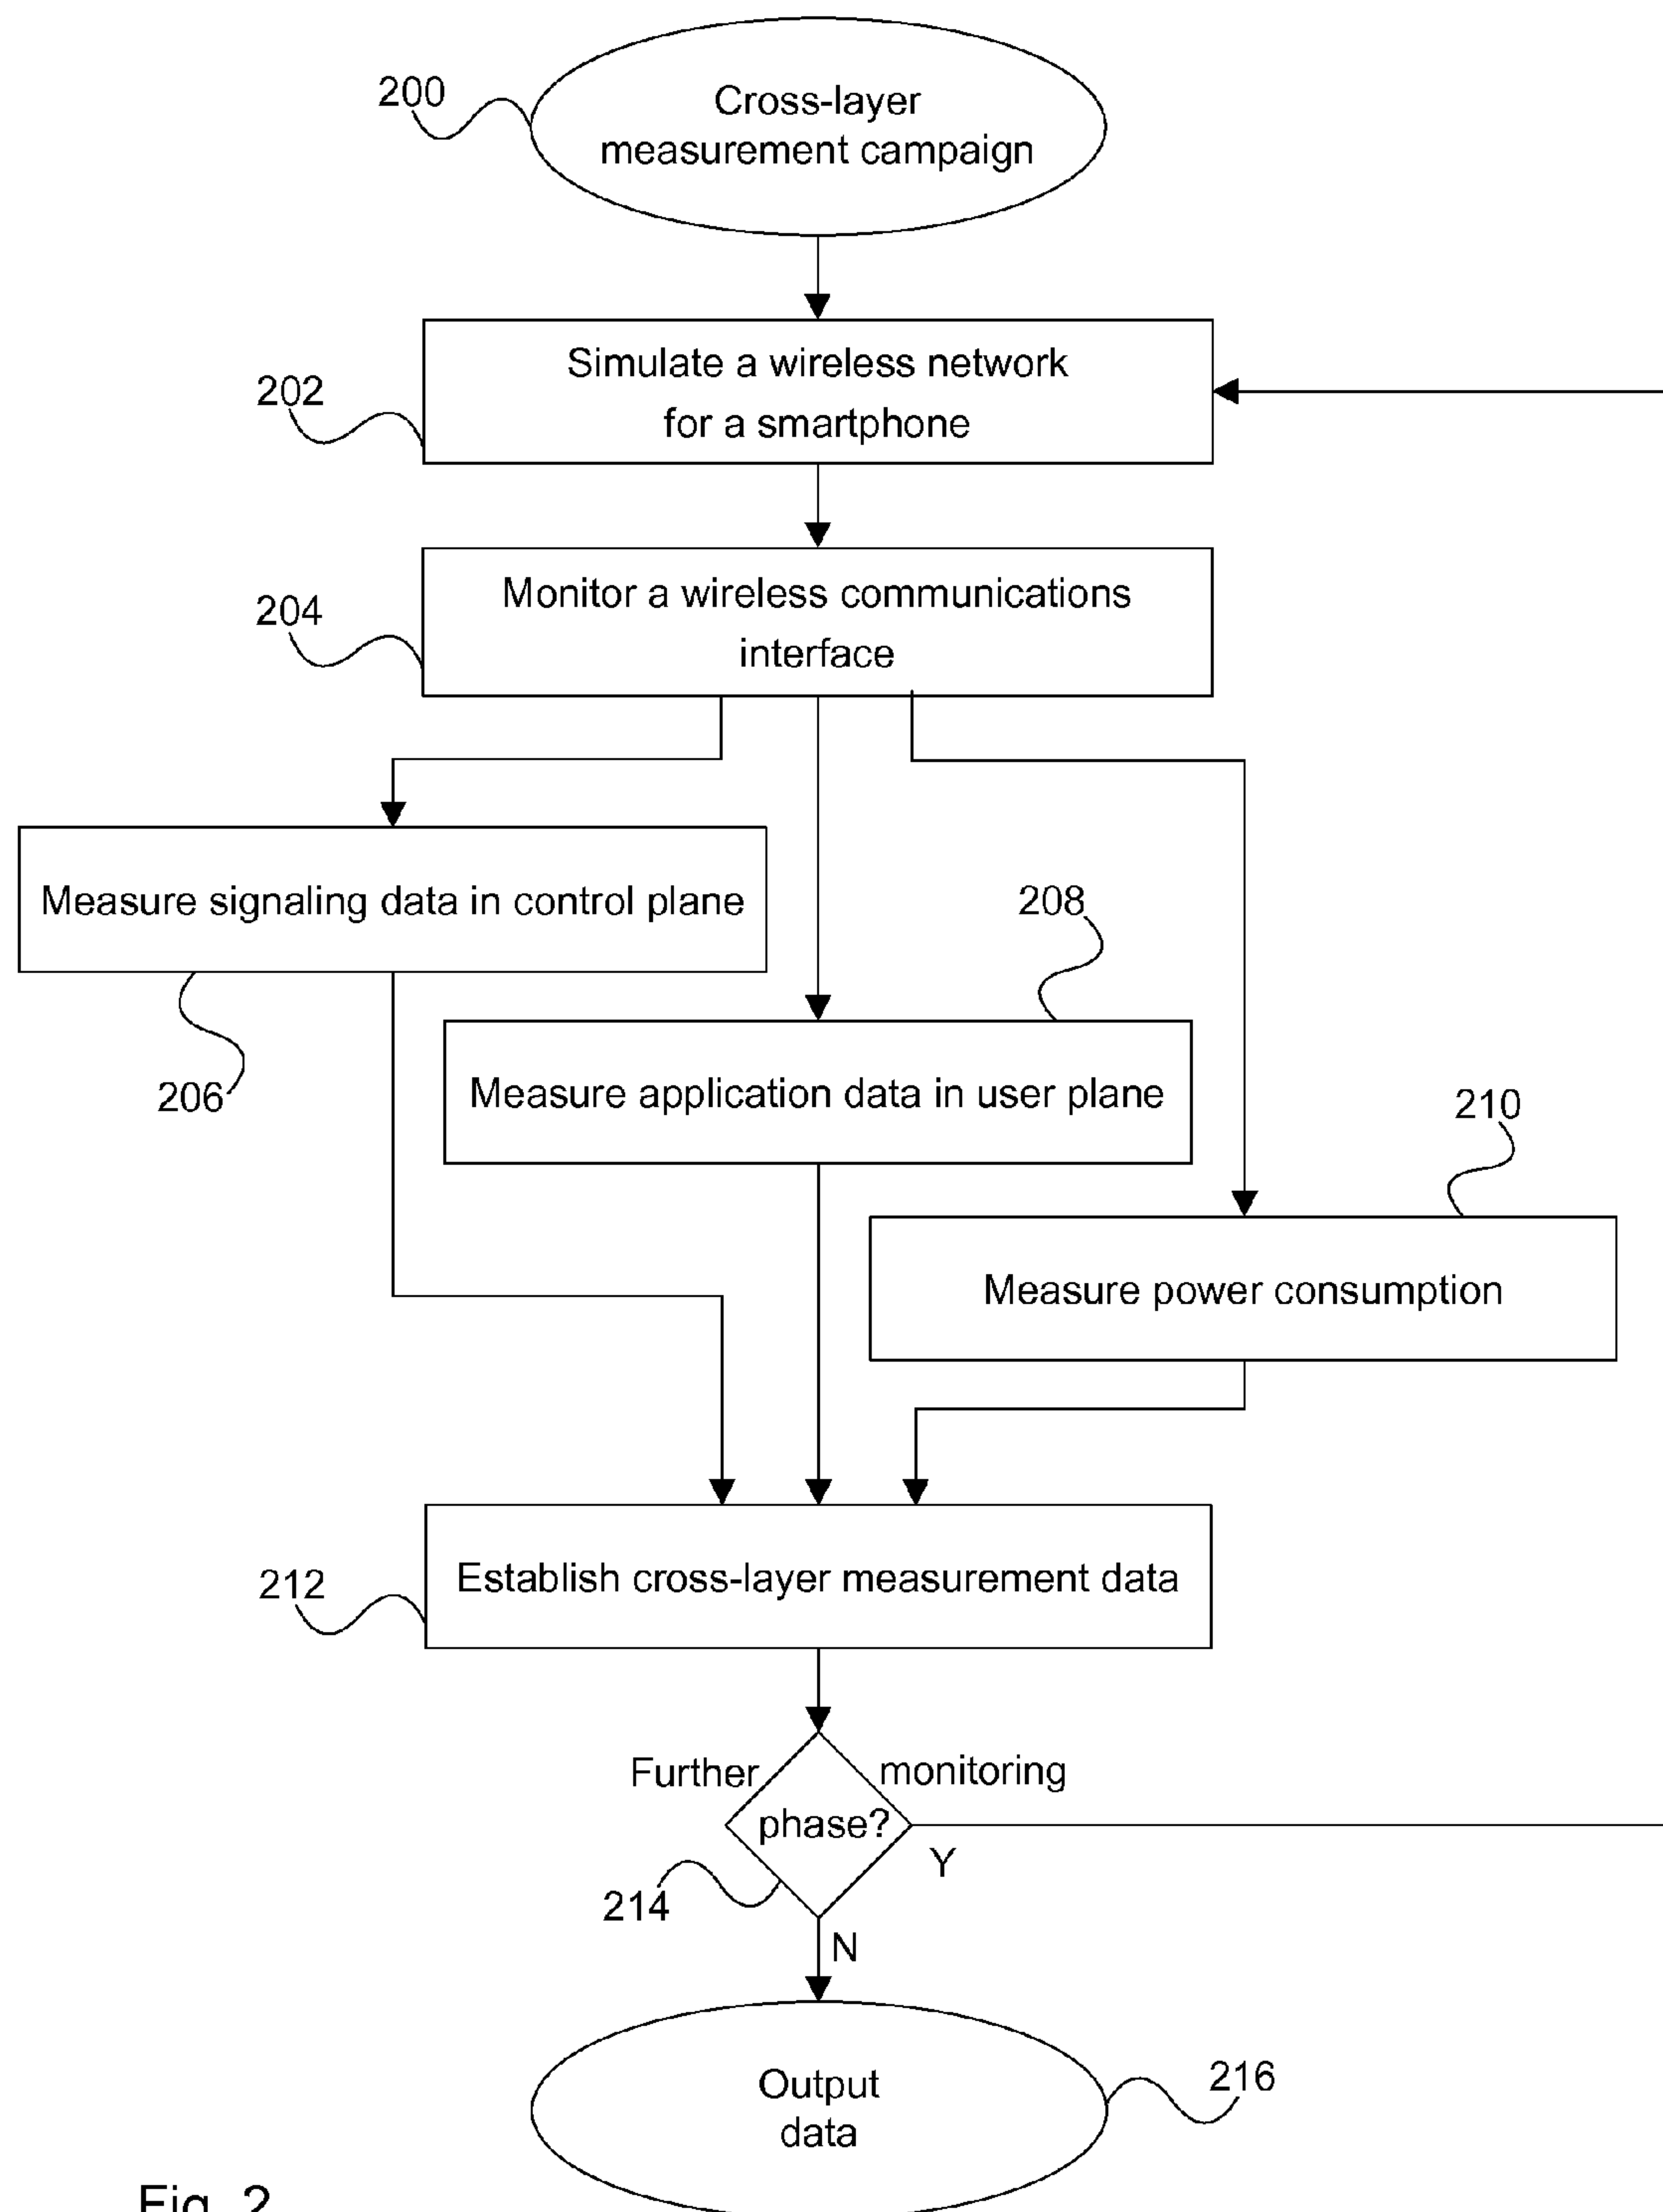 200
Cross-layer
measurement campaign
202
Simulate a wireless network
for a smartphone
204
Monitor a wireless communications
interface
Measure signaling data in control plane
208
206
Measure application data in user plane
210
Measure power consumption
212
Establish cross-layer measurement data
Further monitoring
phase?
Y
214
N
Output
data
216
Fig. 2